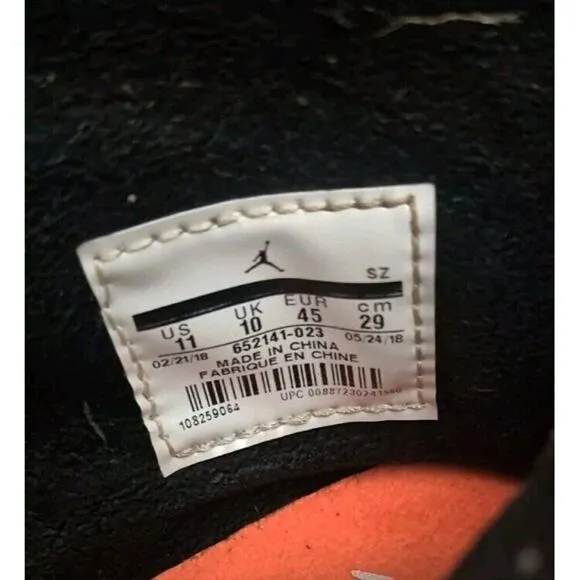 SZ
US UK EUR cm
11 10 45 29
02/21/18 652141-023 05/24/18
MADE IN CHINA
FABRIQUE EN CHINE
108259064 UPC